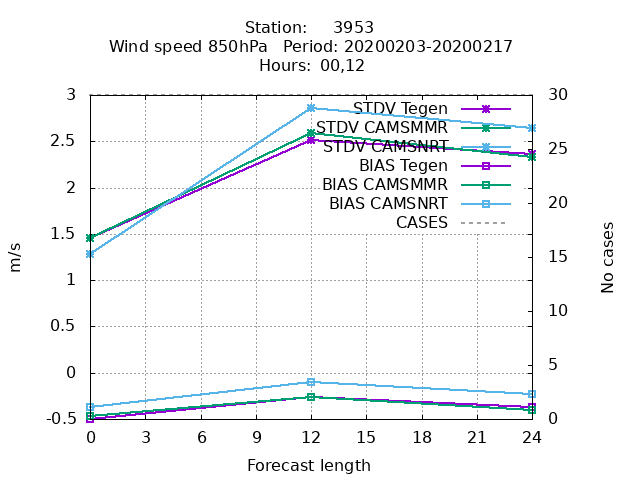 Station: 3953
Wind speed 850hPa Period: 20200203-20200217
Hours: 00,12
m/s
3
2.5
2
1.5
1
0.5
0
-0.5
STDV Tegen
STDV CAMSMMR
STDV CAMSNRT
BIAS Tegen
BIAS CAMSMMR
BIAS CAMSNRT
CASES
30
25
20
15
10
5
0
No cases
0 3 6 9 12 15 18 21 24
Forecast length